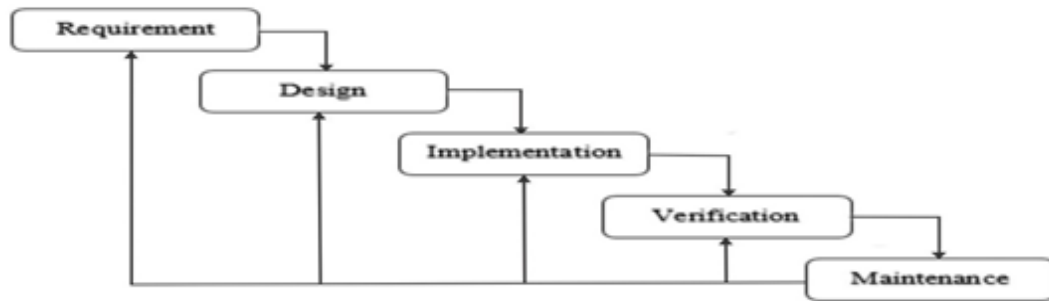 Requirement
Design
Implementation
Verification
Maintenance